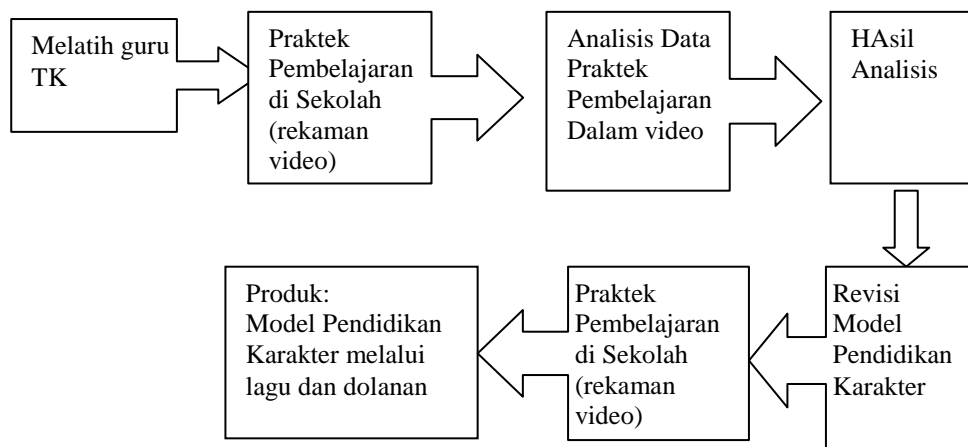 Melatih guru
TK
Praktek
Pembelajaran
di Sekolah
(rekaman
video)
Analisis Data
Praktek
Pembelajaran
Dalam video
HAsil
Analisis
Revisi
Model
Pendidikan
Karakter
Praktek
Pembelajaran
di Sekolah
(rekaman
video)
Produk:
Model Pendidikan
Karakter melalui
lagu dan dolanan